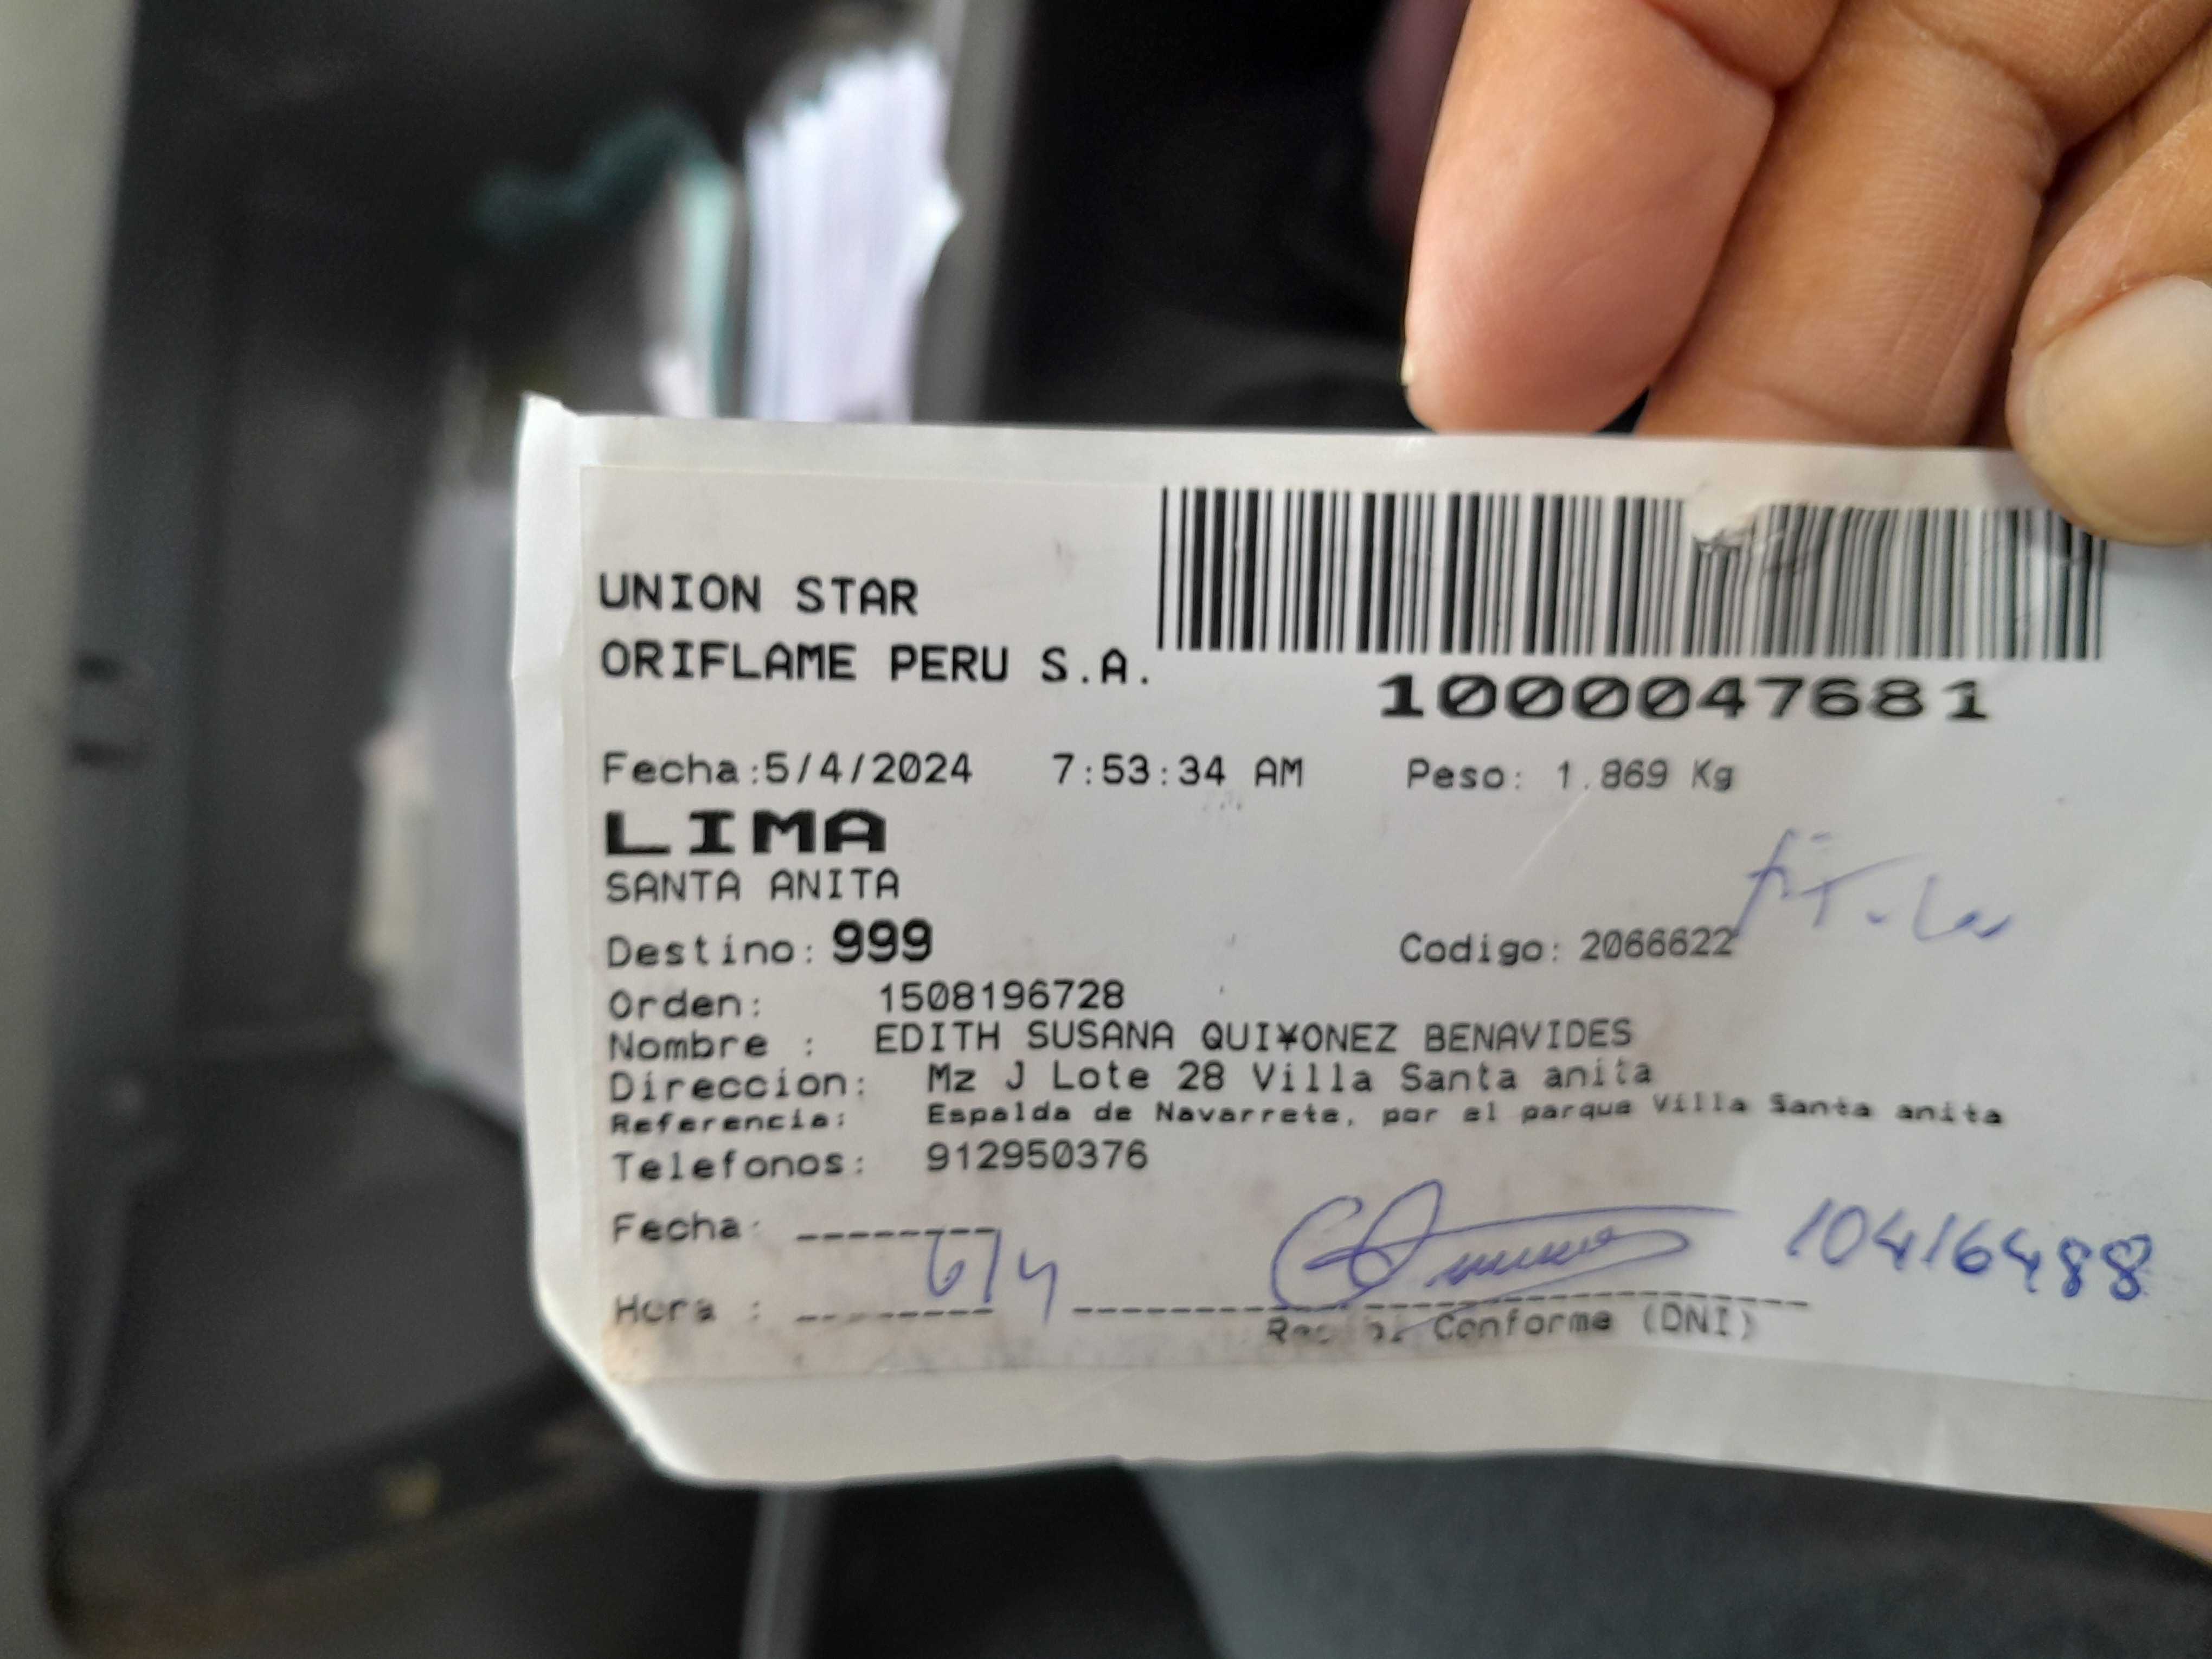 UNION STAR
ORIFLAME PERU S.A.
1000047681
Fecha:5/4/2024 7:53:34 AM Peso: 1.869 Kg
LIMA
SANTA ANITA
Destino: 999 Codigo: 2066622
Orden: 1508196728
Nombre : EDITH SUSANA QUI¥ONEZ BENAVIDES
Direccion: Mz J Lote 28 Villa Santa anita
Referencia: Espalda de Navarrete, por el parque Villa Santa anita
Telefonos: 912950376
Fecha:
6/4 10416488
Hora :
Conforme (DNI)